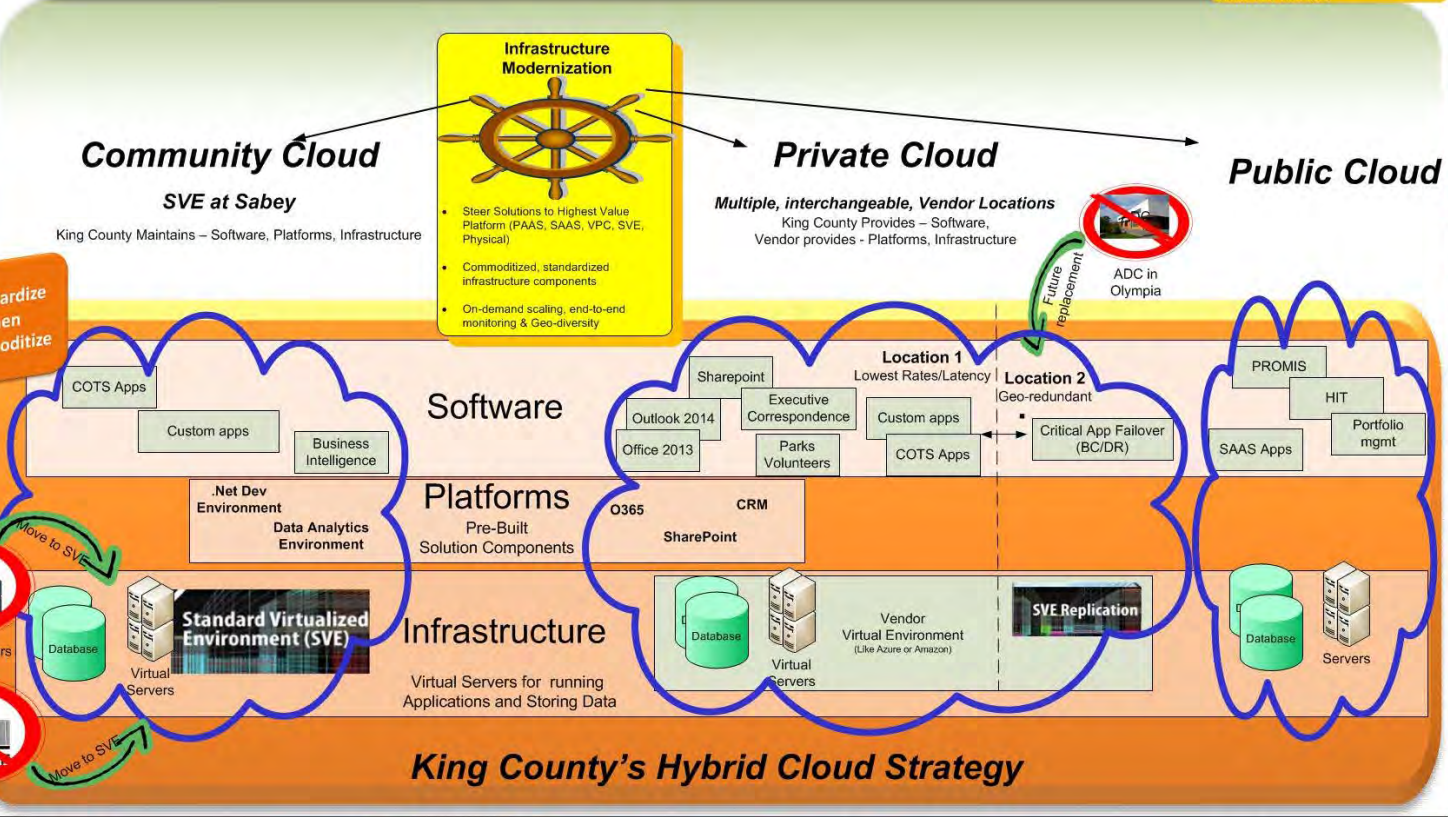 Infrastructure
Modernization
Steer Solutions to Highest Value
Platform (PAAS, SAAS, VPC, SVE,
Physical)
Commoditized, standardized
infrastructure components
On-demand scaling, end-to-end
monitoring & Geo-diversity
Community Cloud
SVE at Sabey
King County Maintains – Software, Platforms, Infrastructure
Private Cloud
Multiple, interchangeable, Vendor Locations
King County Provides – Software,
Vendor provides - Platforms, Infrastructure
Public Cloud
ADC in
Olympia
Future
replacement
ardize
en
oditize
Software
COTS Apps
Custom apps
Business
Intelligence
Sharepoint
Outlook 2014
Office 2013
Executive
Correspondence
Parks
Volunteers
Location 1
Lowest Rates/Latency
Custom apps
COTS Apps
Location 2
Geo-redundant
Critical App Failover
(BC/DR)
PROMIS
HIT
Portfolio
mgmt
SAAS Apps
Platforms
Pre-Built
Solution Components
.Net Dev
Environment
Data Analytics
Environment
O365
CRM
SharePoint
Move to SVE
Infrastructure
Virtual Servers for running
Applications and Storing Data
Database
Virtual
Servers
Standard Virtualized
Environment (SVE)
Database
Virtual
Servers
Vendor
Virtual Environment
(Like Azure or Amazon)
SVE Replication
Database
Servers
rs
Move to SVE
King County's Hybrid Cloud Strategy